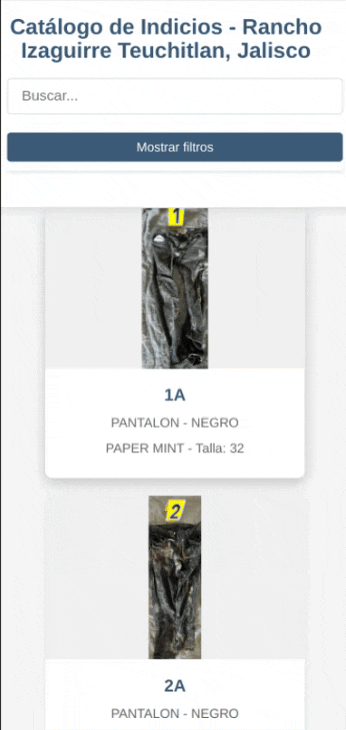 Catálogo de Indicios - Rancho
Izaguirre Teuchitlan, Jalisco
Buscar...
Mostrar filtros
1
1A
PANTALON - NEGRO
PAPER MINT - Talla: 32
2
2A
PANTALON - NEGRO